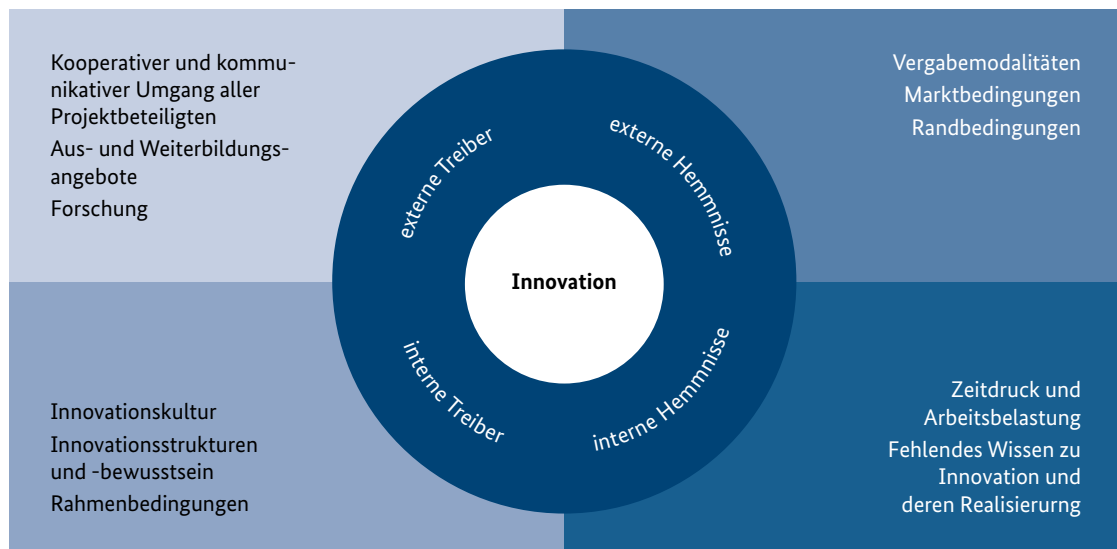 Kooperativer und kommu-
nikativer Umgang aller
Projektbeteiligten
Aus- und Weiterbildungs-
angebote
Forschung
Vergabemodalitäten
Marktbedingungen
Randbedingungen
externe Treiber
externe Hemmnisse
Innovation
interne Treiber
interne Hemmnisse
Innovationskultur
Innovationsstrukturen
und -bewusstsein
Rahmenbedingungen
Zeitdruck und
Arbeitsbelastung
Fehlendes Wissen zu
Innovation und
deren Realisierurng